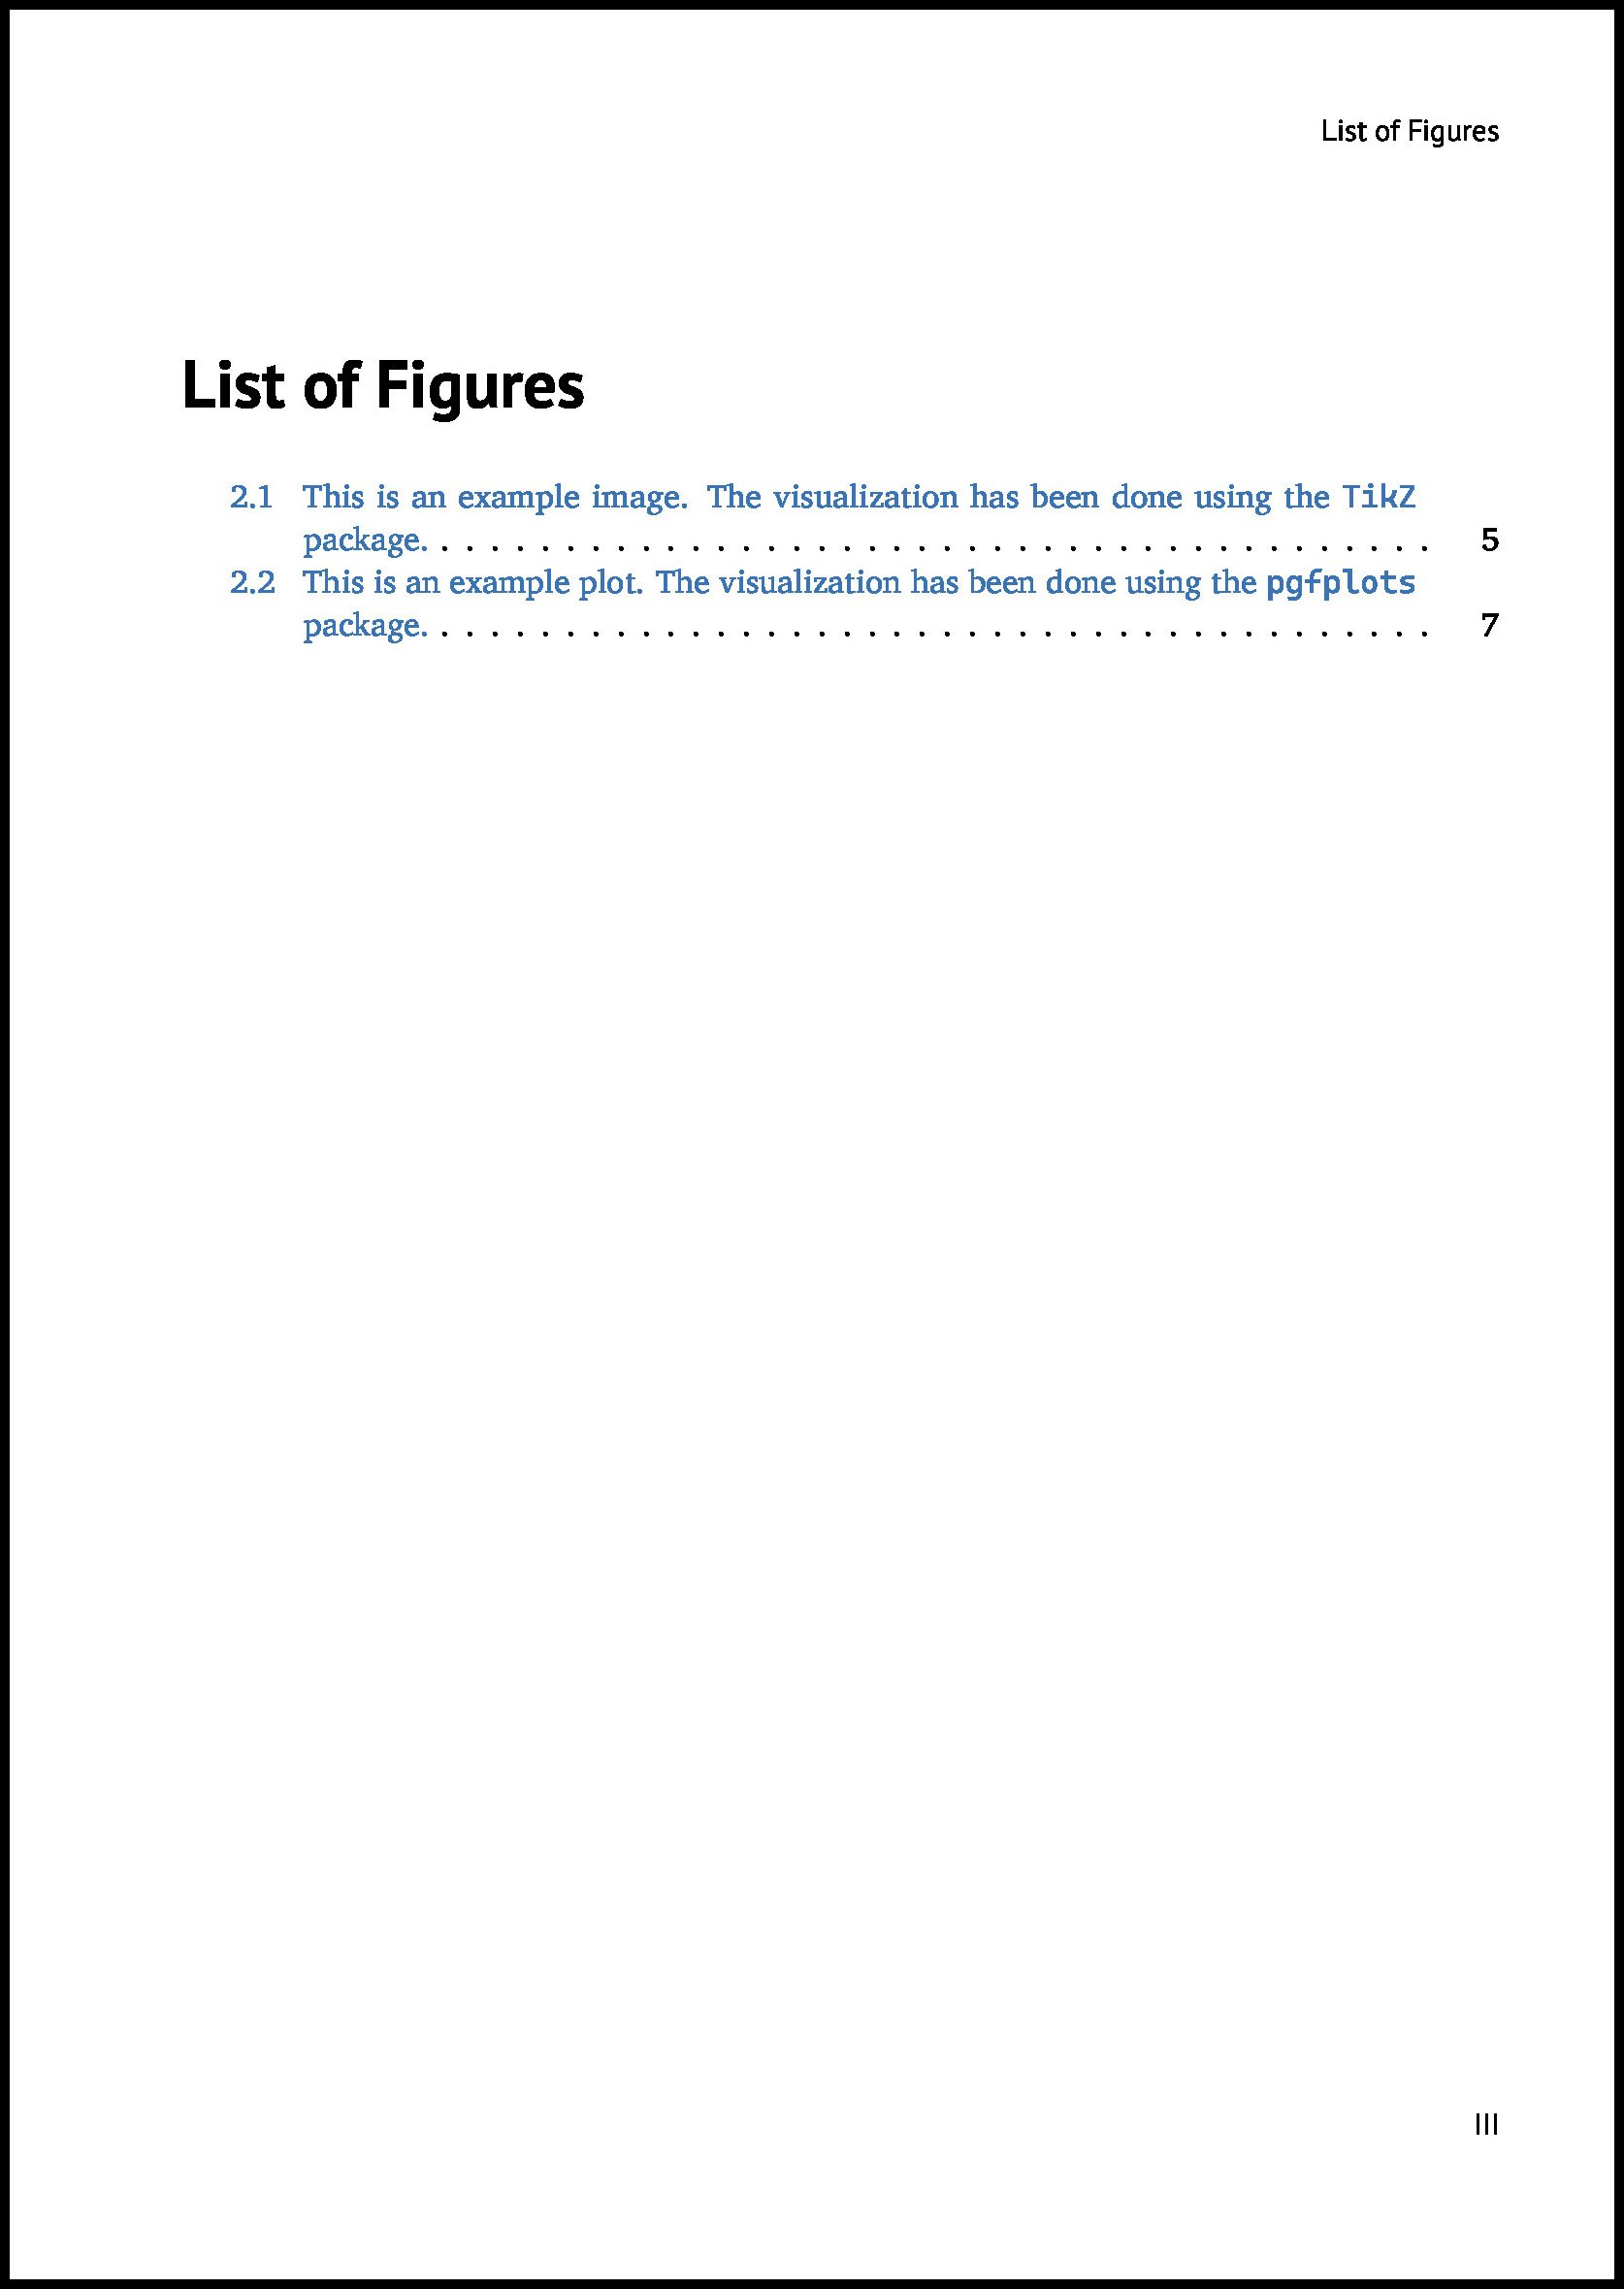 List of Figures
List of Figures
2.1 This is an example image. The visualization has been done using the TikZ
package. . . . . . . . . . . . . . . . . . . . . . . . . . . . . . . . . . . . . . . . . 5
2.2 This is an example plot. The visualization has been done using the pgfplots
package. . . . . . . . . . . . . . . . . . . . . . . . . . . . . . . . . . . . . . . . . 7
III